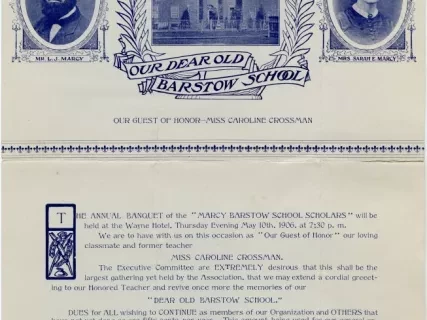 MR. L. J. MARCY
MRS. SARAH E. MARCY
OUR DEAR OLD
BARSTOW SCHOOL
OUR GUEST OF HONOR—MISS CAROLINE CROSSMAN
THE ANNUAL BANQUET of the "MARCY BARSTOW SCHOOL SCHOLARS" will be
held at the Wayne Hotel, Thursday Evening May 10th, 1906, at 7:30 p. m.
We are to have with us on this occasion as "Our Guest of Honor" our loving
classmate and former teacher
MISS CAROLINE CROSSMAN.
The Executive Committee are EXTREMELY desirous that this shall be the
largest gathering yet held by the Association, that we may extend a cordial greet-
ing to our Honored Teacher and revive once more the memories of our
"DEAR OLD BARSTOW SCHOOL."
DUES for ALL wishing to CONTINUE as members of our Organization and OTHERS that